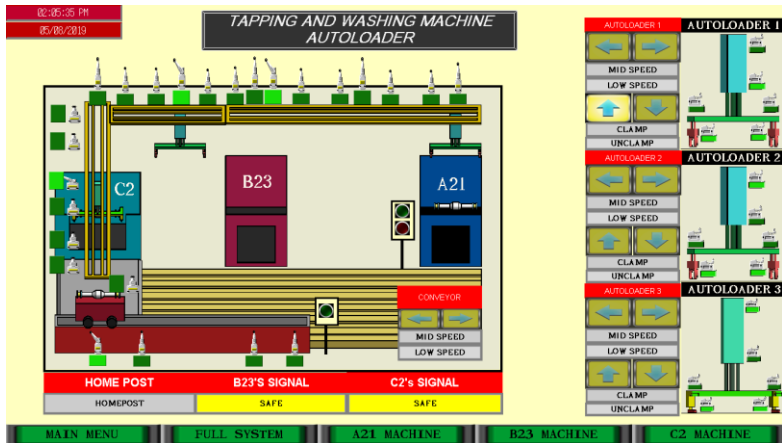 02:05:35 PM
05/08/2019
TAPPING AND WASHING MACHINE
AUTOLOADER
C2
B23
A21
CONVEYOR
MID SPEED
LOW SPEED
HOME POST
B23'S SIGNAL
C2's SIGNAL
HOMEPOST
SAFE
SAFE
AUTOLOADER 1
MID SPEED
LOW SPEED
CLAMP
UNCLAMP
AUTOLOADER 1
AUTOLOADER 2
MID SPEED
LOW SPEED
CLAMP
UNCLAMP
AUTOLOADER 2
AUTOLOADER 3
MID SPEED
LOW SPEED
CLAMP
UNCLAMP
AUTOLOADER 3
MAIN MENU
FULL SYSTEM
A21 MACHINE
B23 MACHINE
C2 MACHINE